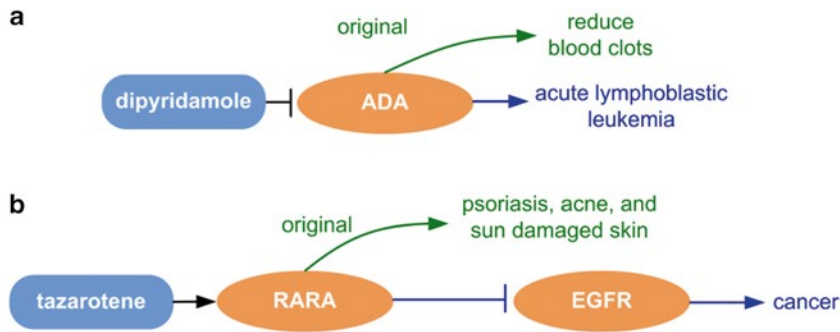 a
original
reduce
blood clots
dipyridamole
ADA
acute lymphoblastic
leukemia
b
original
psoriasis, acne, and
sun damaged skin
tazarotene
RARA
EGFR
cancer